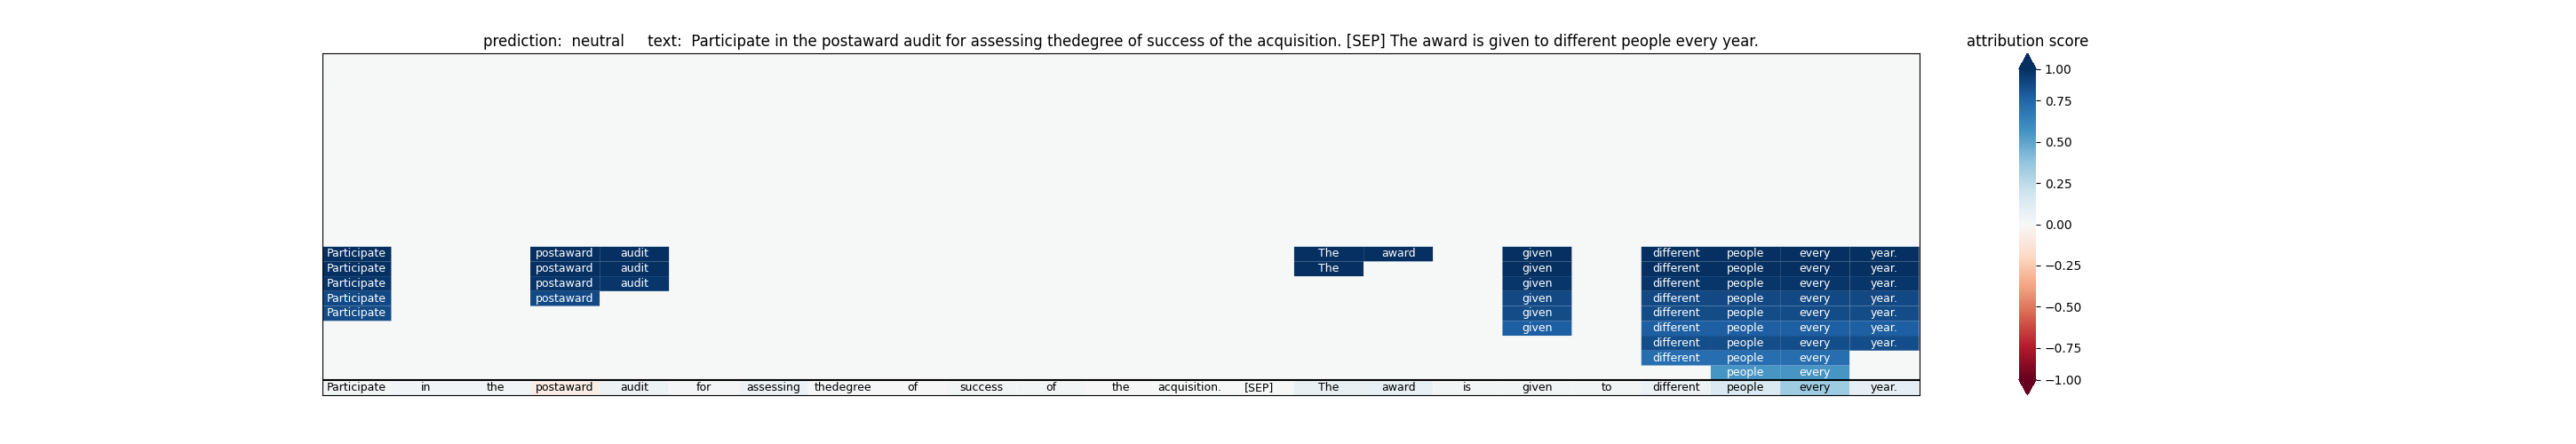 prediction:  neutral     text:  Participate in the postaward audit for assessing thedegree of success of the acquisition. [SEP] The award is given to different people every year.
attribution score
1.00
0.75
0.50
0.25
0.00
−0.25
−0.50
−0.75
−1.00
Participate postaward audit The award given different people every year.
Participate postaward audit The given different people every year.
Participate postaward audit given different people every year.
Participate postaward given different people every year.
Participate given different people every year.
given different people every year.
different people every year.
different people every
people every
Participate in the postaward audit for assessing thedegree of success of the acquisition. [SEP] The award is given to different people every year.